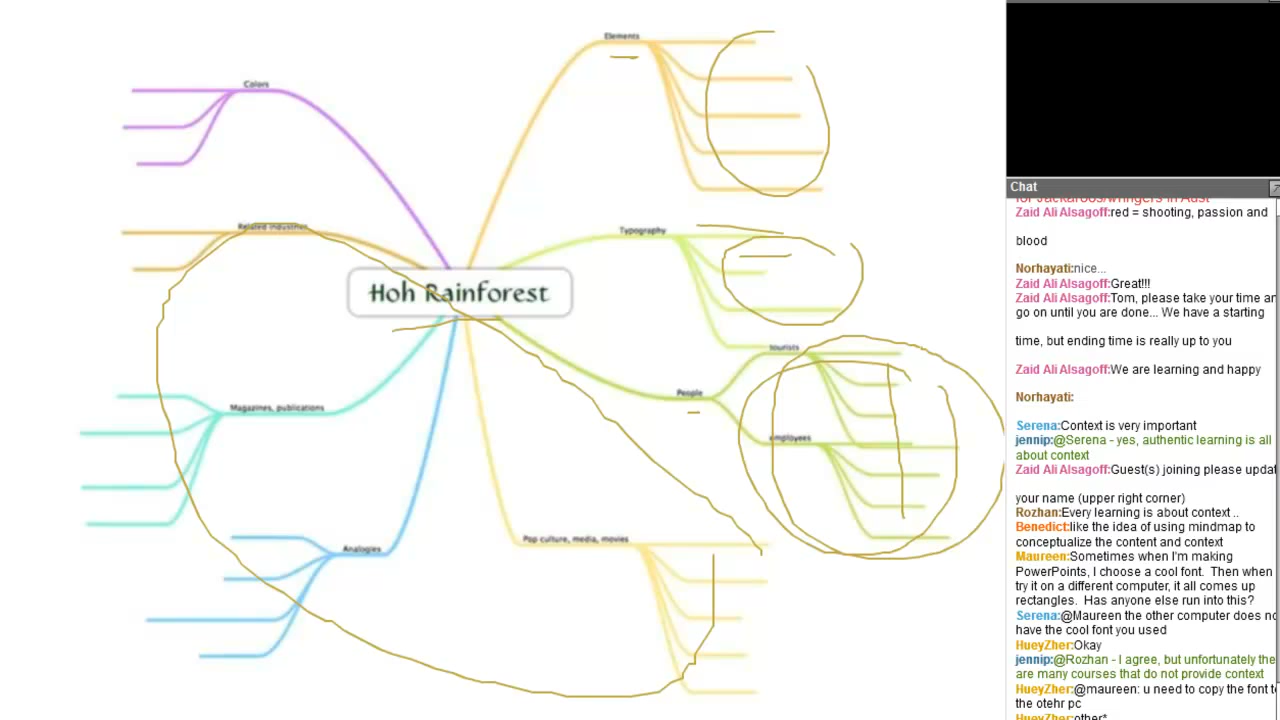 Elements
Colors
Related industries
Typography
Hoh Rainforest
tourists
People
Magazines, publications
employees
Pop culture, media, movies
Analogies
Chat
for Jackaroos/wringers in Aust
Zaid Ali Alsagoff:red = shooting, passion and
blood
Norhayati:nice...
Zaid Ali Alsagoff:Great!!!
Zaid Ali Alsagoff:Tom, please take your time an
go on until you are done... We have a starting
time, but ending time is really up to you
Zaid Ali Alsagoff:We are learning and happy
Norhayati:
Serena:Context is very important
jennip:@Serena - yes, authentic learning is all
about context
Zaid Ali Alsagoff:Guest(s) joining please updat
your name (upper right corner)
Rozhan:Every learning is about context ..
Benedict:like the idea of using mindmap to
conceptualize the content and context
Maureen:Sometimes when I'm making
PowerPoints, I choose a cool font. Then when
try it on a different computer, it all comes up
rectangles. Has anyone else run into this?
Serena:@Maureen the other computer does no
have the cool font you used
HueyZher:Okay
jennip:@Rozhan - I agree, but unfortunately the
are many courses that do not provide context
HueyZher:@maureen: u need to copy the font to
the otehr pc
HueyZher:other*